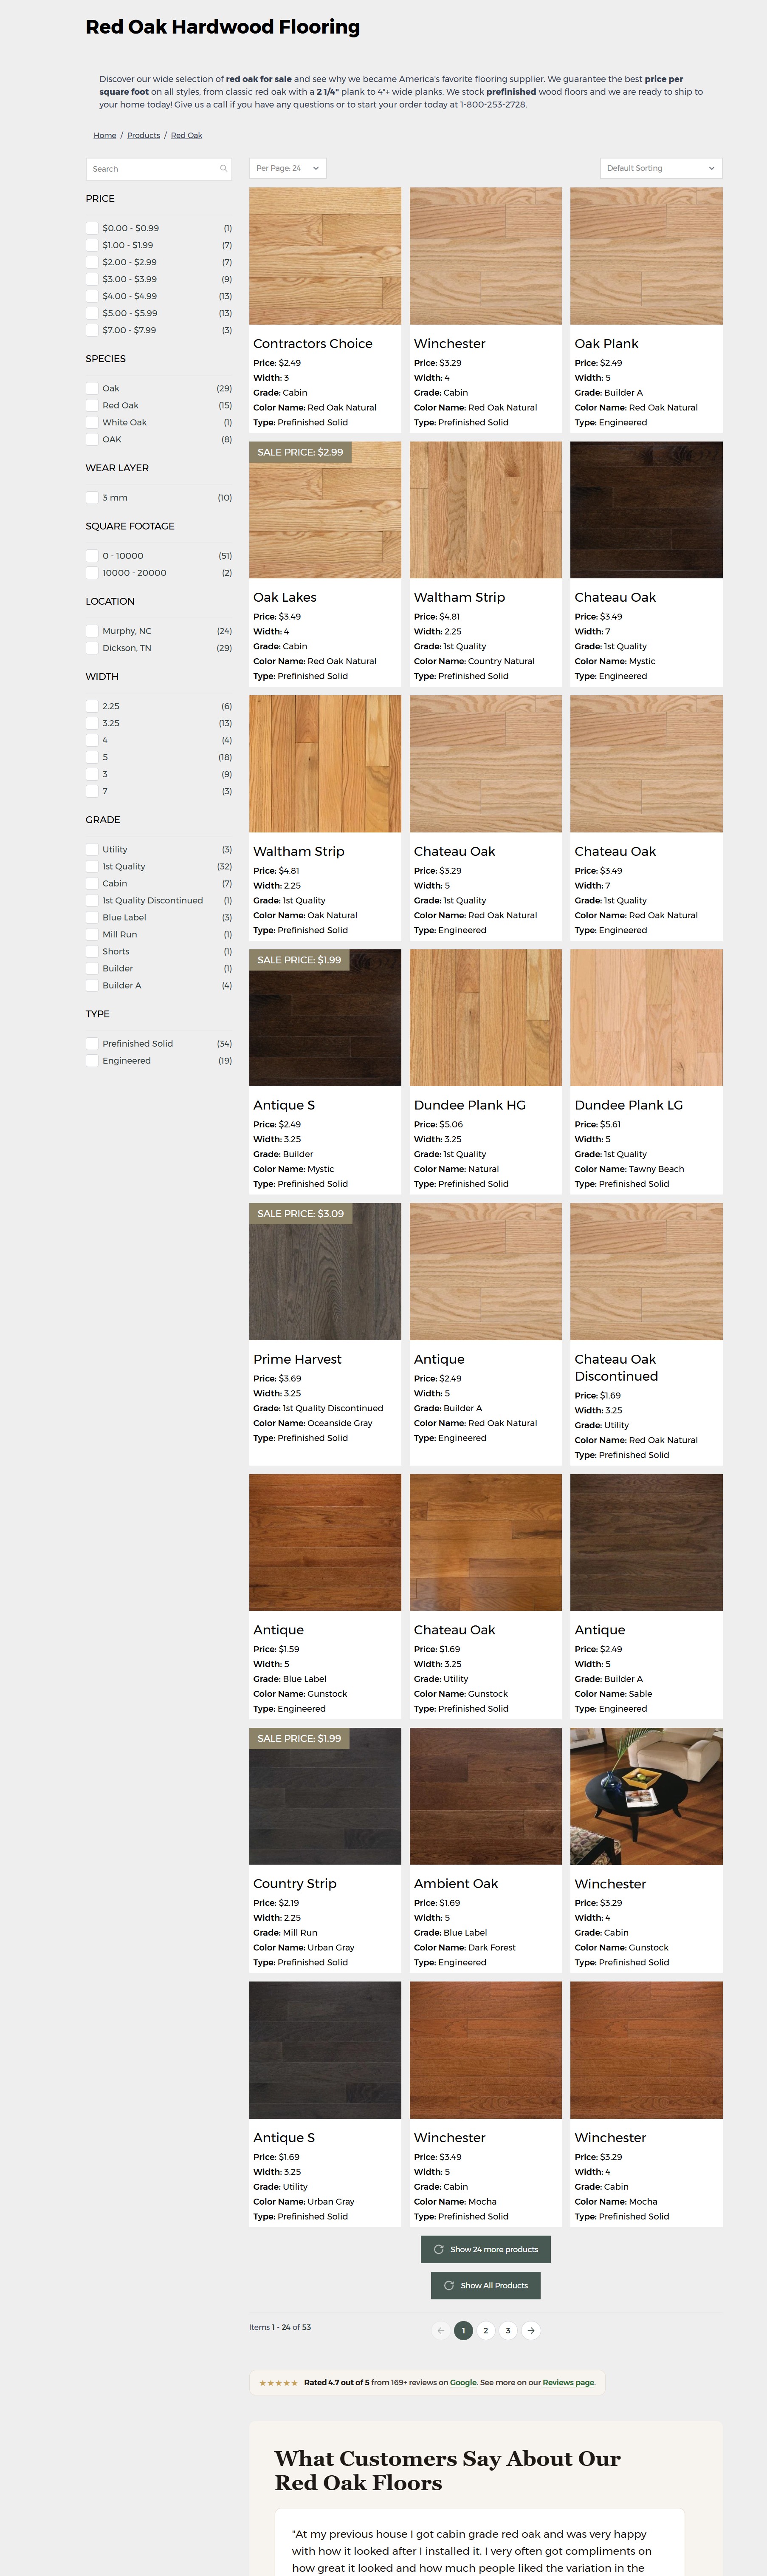 Red Oak Hardwood Flooring
Discover our wide selection of red oak for sale and see why we became America's favorite flooring supplier. We guarantee the best price per
square foot on all styles, from classic red oak with a 2 1/4" plank to 4"+ wide planks. We stock prefinished wood floors and we are ready to ship to
your home today! Give us a call if you have any questions or to start your order today at 1-800-253-2728.
Home / Products / Red Oak
Search
PRICE
$0.00 - $0.99 (1)
$1.00 - $1.99 (7)
$2.00 - $2.99 (7)
$3.00 - $3.99 (9)
$4.00 - $4.99 (13)
$5.00 - $5.99 (13)
$7.00 - $7.99 (3)
SPECIES
Oak (29)
Red Oak (15)
White Oak (1)
OAK (8)
WEAR LAYER
3 mm (10)
SQUARE FOOTAGE
0 - 10000 (51)
10000 - 20000 (2)
LOCATION
Murphy, NC (24)
Dickson, TN (29)
WIDTH
2.25 (6)
3.25 (13)
4 (4)
5 (18)
3 (9)
7 (3)
GRADE
Utility (3)
1st Quality (32)
Cabin (7)
1st Quality Discontinued (1)
Blue Label (3)
Mill Run (1)
Shorts (1)
Builder (1)
Builder A (4)
TYPE
Prefinished Solid (34)
Engineered (19)
Per Page: 24
Default Sorting
Contractors Choice
Price: $2.49
Width: 3
Grade: Cabin
Color Name: Red Oak Natural
Type: Prefinished Solid
Winchester
Price: $3.29
Width: 4
Grade: Cabin
Color Name: Red Oak Natural
Type: Prefinished Solid
Oak Plank
Price: $2.49
Width: 5
Grade: Builder A
Color Name: Red Oak Natural
Type: Engineered
SALE PRICE: $2.99
Oak Lakes
Price: $3.49
Width: 4
Grade: Cabin
Color Name: Red Oak Natural
Type: Prefinished Solid
Waltham Strip
Price: $4.81
Width: 2.25
Grade: 1st Quality
Color Name: Country Natural
Type: Prefinished Solid
Chateau Oak
Price: $3.49
Width: 7
Grade: 1st Quality
Color Name: Mystic
Type: Engineered
Waltham Strip
Price: $4.81
Width: 2.25
Grade: 1st Quality
Color Name: Oak Natural
Type: Prefinished Solid
Chateau Oak
Price: $3.29
Width: 5
Grade: 1st Quality
Color Name: Red Oak Natural
Type: Engineered
Chateau Oak
Price: $3.49
Width: 7
Grade: 1st Quality
Color Name: Red Oak Natural
Type: Engineered
SALE PRICE: $1.99
Antique S
Price: $2.49
Width: 3.25
Grade: Builder
Color Name: Mystic
Type: Prefinished Solid
Dundee Plank HG
Price: $5.06
Width: 3.25
Grade: 1st Quality
Color Name: Natural
Type: Prefinished Solid
Dundee Plank LG
Price: $5.61
Width: 5
Grade: 1st Quality
Color Name: Tawny Beach
Type: Prefinished Solid
SALE PRICE: $3.09
Prime Harvest
Price: $3.69
Width: 3.25
Grade: 1st Quality Discontinued
Color Name: Oceanside Gray
Type: Prefinished Solid
Antique
Price: $2.49
Width: 5
Grade: Builder A
Color Name: Red Oak Natural
Type: Engineered
Chateau Oak
Discontinued
Price: $1.69
Width: 3.25
Grade: Utility
Color Name: Red Oak Natural
Type: Prefinished Solid
Antique
Price: $1.59
Width: 5
Grade: Blue Label
Color Name: Gunstock
Type: Engineered
Chateau Oak
Price: $1.69
Width: 3.25
Grade: Utility
Color Name: Gunstock
Type: Prefinished Solid
Antique
Price: $2.49
Width: 5
Grade: Builder A
Color Name: Sable
Type: Engineered
SALE PRICE: $1.99
Country Strip
Price: $2.19
Width: 2.25
Grade: Mill Run
Color Name: Urban Gray
Type: Prefinished Solid
Ambient Oak
Price: $1.69
Width: 5
Grade: Blue Label
Color Name: Dark Forest
Type: Engineered
Winchester
Price: $3.29
Width: 4
Grade: Cabin
Color Name: Gunstock
Type: Prefinished Solid
Antique S
Price: $1.69
Width: 3.25
Grade: Utility
Color Name: Urban Gray
Type: Prefinished Solid
Winchester
Price: $3.49
Width: 5
Grade: Cabin
Color Name: Mocha
Type: Prefinished Solid
Winchester
Price: $3.29
Width: 4
Grade: Cabin
Color Name: Mocha
Type: Prefinished Solid
Show 24 more products
Show All Products
Items 1 - 24 of 53
1 2 3
Rated 4.7 out of 5 from 169+ reviews on Google. See more on our Reviews page.
What Customers Say About Our
Red Oak Floors
"At my previous house I got cabin grade red oak and was very happy
with how it looked after I installed it. I very often got compliments on
how great it looked and how much people liked the variation in the